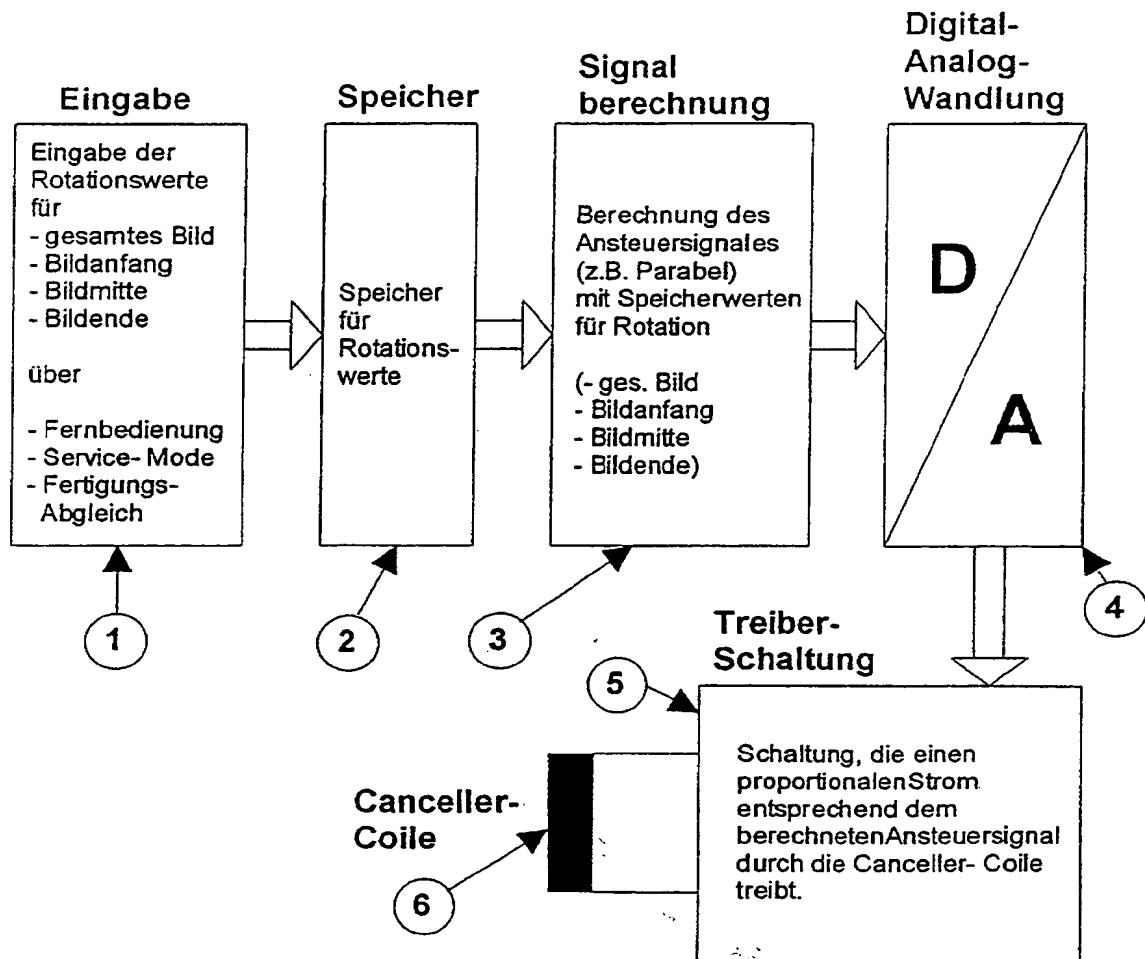 Eingabe
Eingabe der
Rotationswerte
für
- gesamtes Bild
- Bildanfang
- Bildmitte
- Bildende
über
- Fernbedienung
- Service- Mode
- Fertigungs-
Abgleich
1
Speicher
Speicher
für
Rotations-
werte
2
Signal
berechnung
Berechnung des
Ansteuersignales
(z.B. Parabel)
mit Speicherwerten
für Rotation
(- ges. Bild
- Bildanfang
- Bildmitte
- Bildende)
3
Digital-
Analog-
Wandlung
D
A
4
Treiber-
Schaltung
5
Schaltung, die einen
proportionalenStrom
entsprechend dem
berechnetenAnsteuersignal
durch die Canceller- Coile
treibt.
Canceller-
Coile
6